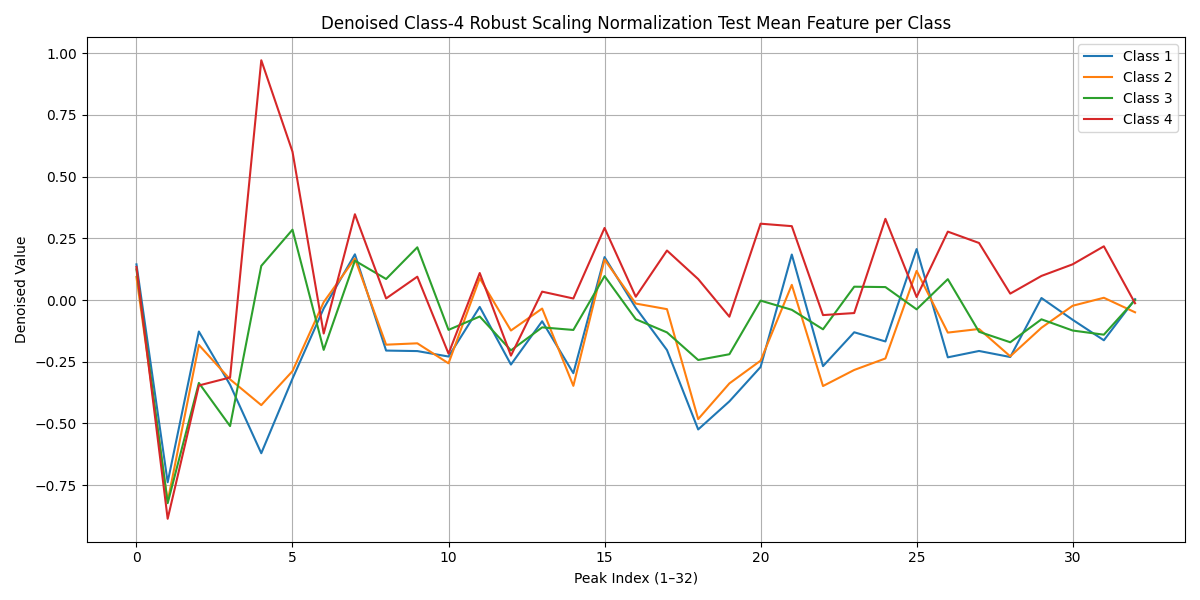 Denoised Class-4 Robust Scaling Normalization Test Mean Feature per Class
Denoised Value
1.00
0.75
0.50
0.25
0.00
−0.25
−0.50
−0.75
Class 1
Class 2
Class 3
Class 4
0 5 10 15 20 25 30
Peak Index (1–32)